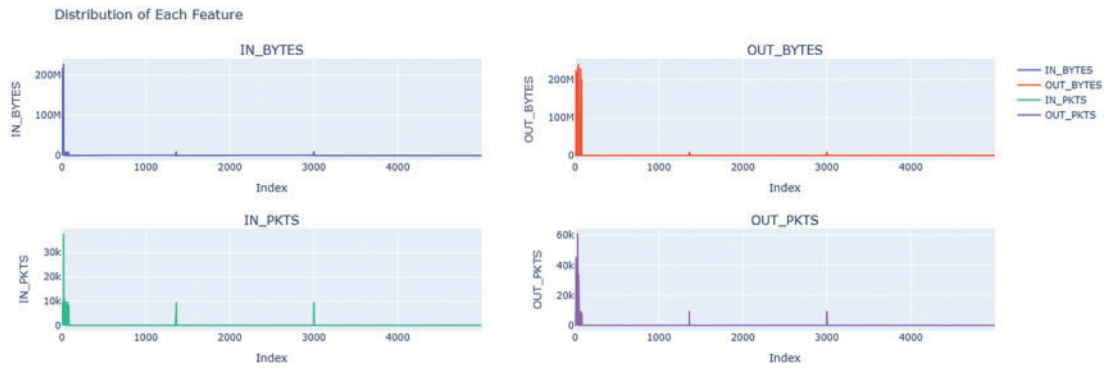 Distribution of Each Feature
IN_BYTES
OUT_BYTES
200M
100M
0
IN_BYTES
0
1000
2000
3000
4000
Index
200M
100M
0
OUT_BYTES
0
1000
2000
3000
4000
Index
IN_BYTES
OUT_BYTES
IN_PKTS
OUT_PKTS
IN_PKTS
OUT_PKTS
30k
20k
10k
0
IN_PKTS
0
1000
2000
3000
4000
Index
60k
40k
20k
0
OUT_PKTS
0
1000
2000
3000
4000
Index